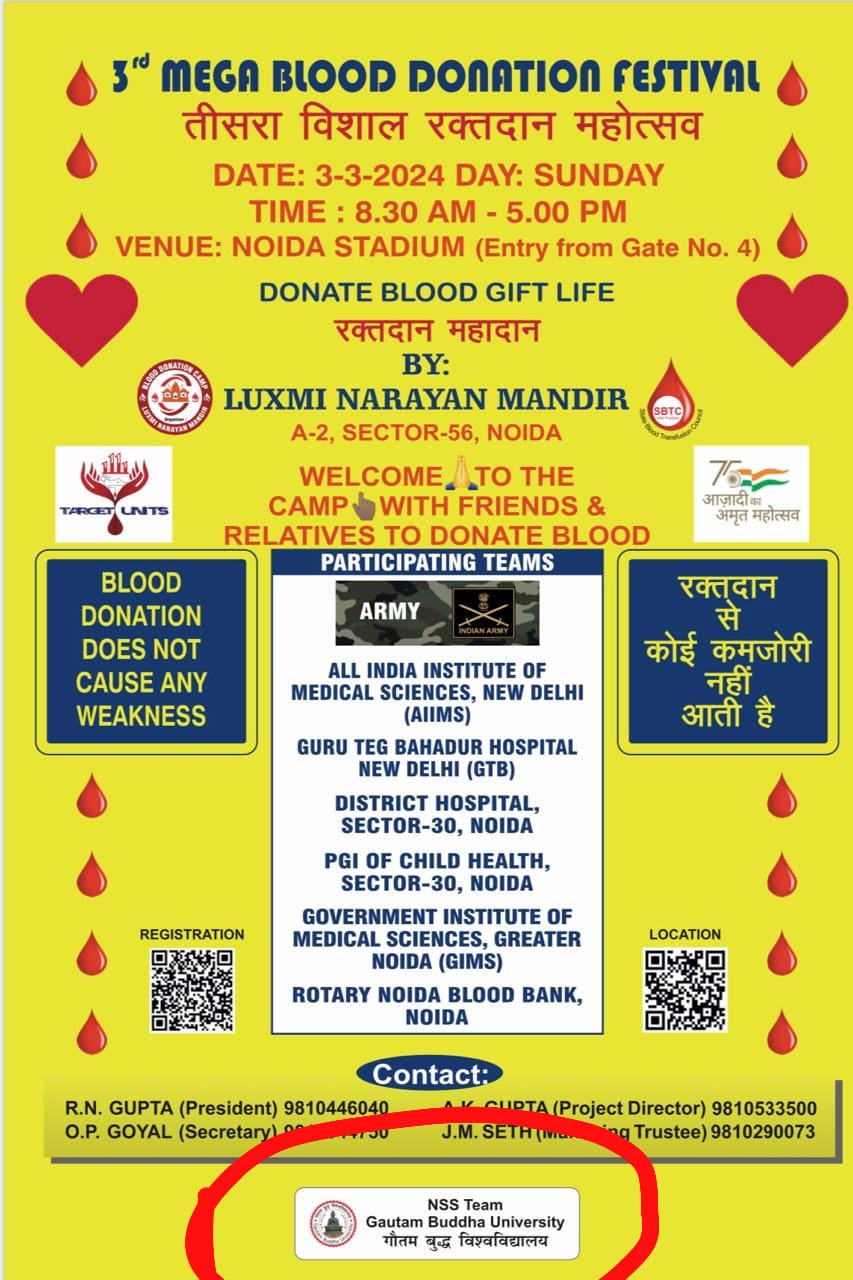 3rd MEGA BLOOD DONATION FESTIVAL
तीसरा विशाल रक्तदान महोत्सव
DATE: 3-3-2024 DAY: SUNDAY
TIME : 8.30 AM - 5.00 PM
VENUE: NOIDA STADIUM (Entry from Gate No. 4)
DONATE BLOOD GIFT LIFE
रक्तदान महादान
BY:
BLOOD DONATION CAMP
LUXMI NARAYAN MANDIR
LUXMI NARAYAN MANDIR
SBTC
State Blood Transfusion Council
A-2, SECTOR-56, NOIDA
1111
TARGET UNITS
WELCOME🙏TO THE
CAMP👆🏽WITH FRIENDS &
RELATIVES TO DONATE BLOOD
75
आज़ादी का
अमृत महोत्सव
BLOOD
DONATION
DOES NOT
CAUSE ANY
WEAKNESS
PARTICIPATING TEAMS
ARMY
INDIAN ARMY
ALL INDIA INSTITUTE OF
MEDICAL SCIENCES, NEW DELHI
(AIIMS)
GURU TEG BAHADUR HOSPITAL
NEW DELHI (GTB)
DISTRICT HOSPITAL,
SECTOR-30, NOIDA
PGI OF CHILD HEALTH,
SECTOR-30, NOIDA
GOVERNMENT INSTITUTE OF
MEDICAL SCIENCES, GREATER
NOIDA (GIMS)
ROTARY NOIDA BLOOD BANK,
NOIDA
रक्तदान
से
कोई कमजोरी
नहीं
आती है
REGISTRATION
LOCATION
Contact:
R.N. GUPTA (President) 9810446040
A.K. GUPTA (Project Director) 9810533500
O.P. GOYAL (Secretary)
J.M. SETH Trustee) 9810290073
NSS Team
Gautam Buddha University
गौतम बुद्ध विश्वविद्यालय